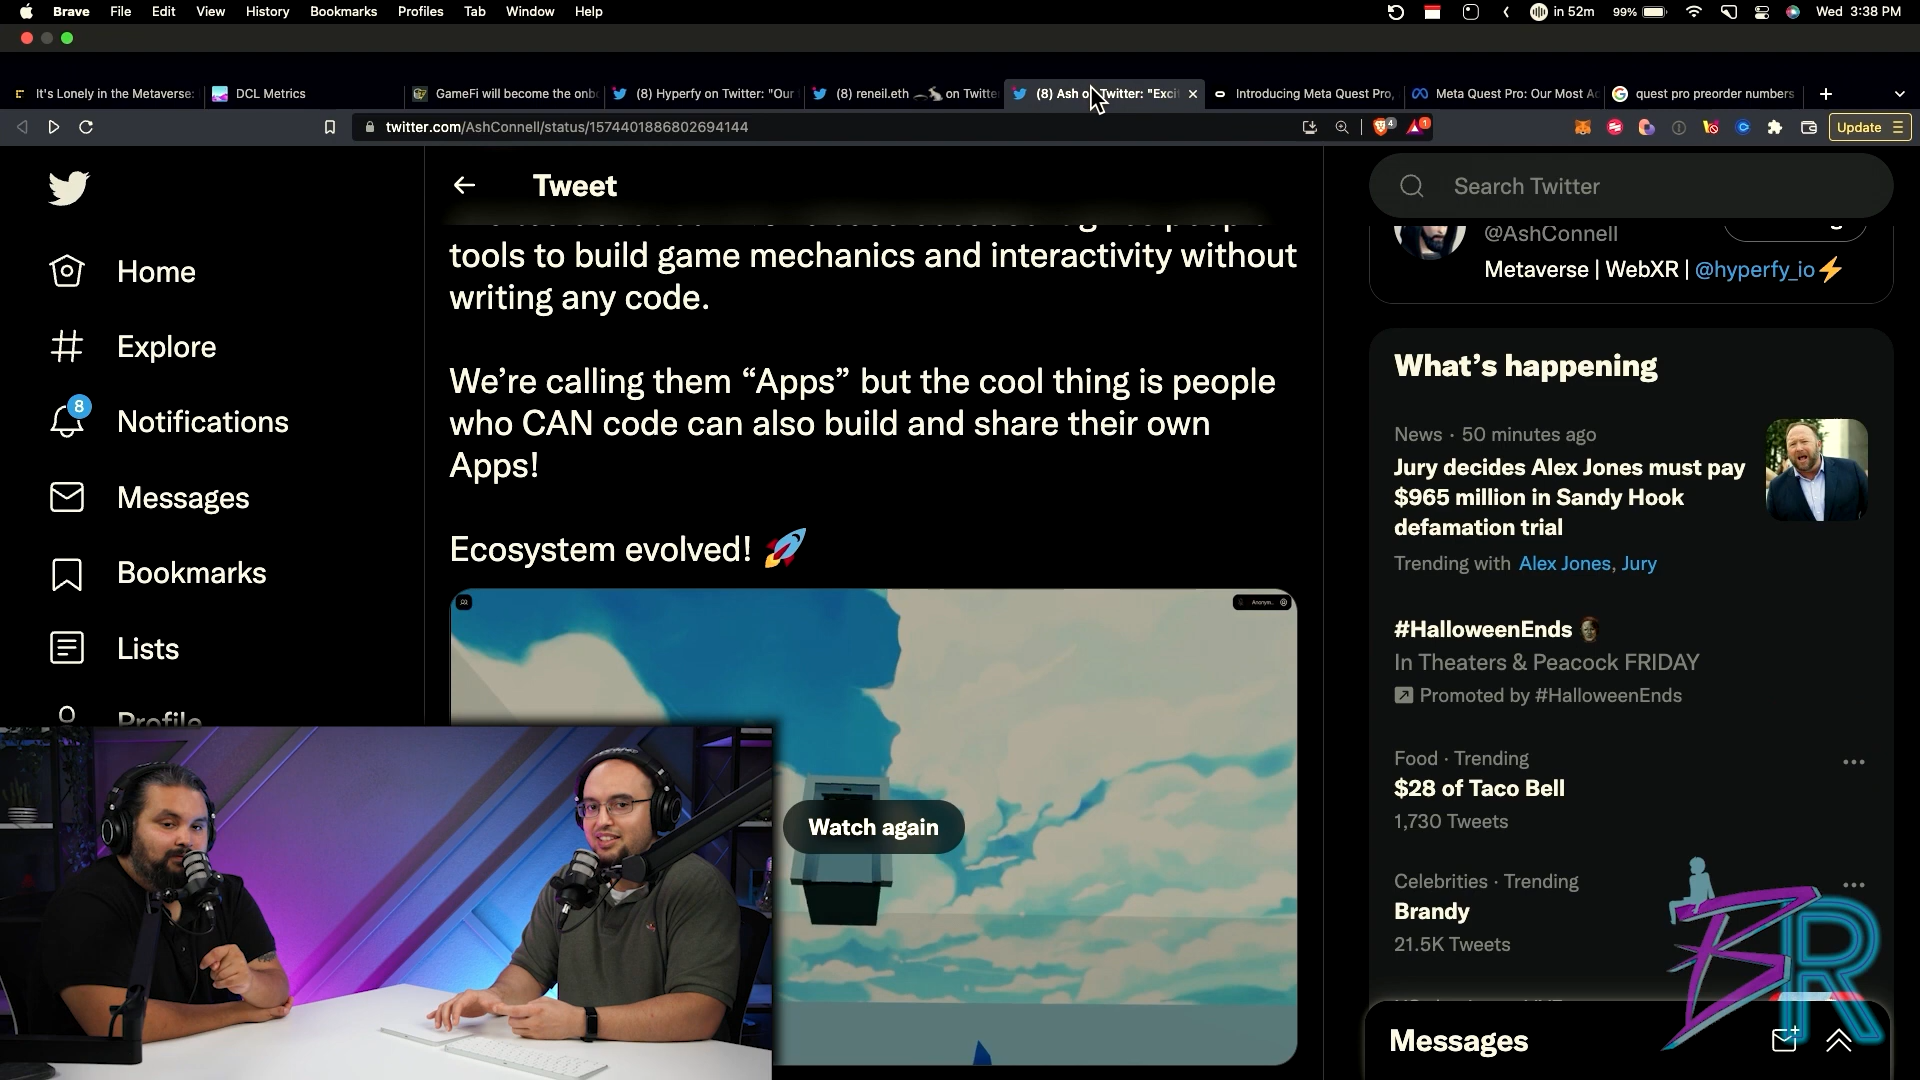 Brave File Edit View History Bookmarks Profiles Tab Window Help
in 52m 99% Wed 3:38 PM
It's Lonely in the Metaverse:
DCL Metrics
GameFi will become the onb
(8) Hyperfy on Twitter: "Our
(8) reneil.eth on Twitte
(8) Ash o Twitter: "Exci
Introducing Meta Quest Pro,
Meta Quest Pro: Our Most A
quest pro preorder numbers
twitter.com/AshConnell/status/1574401886802694144
4
1
Update
Home
Explore
8
Notifications
Messages
Bookmarks
Lists
Profile
Tweet
tools to build game mechanics and interactivity without
writing any code.
We’re calling them “Apps” but the cool thing is people
who CAN code can also build and share their own
Apps!
Ecosystem evolved! 🚀
Anonym..
Watch again
Search Twitter
@AshConnell
Metaverse | WebXR | @hyperfy_io⚡
What’s happening
News · 50 minutes ago
Jury decides Alex Jones must pay
$965 million in Sandy Hook
defamation trial
Trending with Alex Jones, Jury
#HalloweenEnds
In Theaters & Peacock FRIDAY
Promoted by #HalloweenEnds
Food · Trending
$28 of Taco Bell
1,730 Tweets
Celebrities · Trending
Brandy
21.5K Tweets
BR
Messages